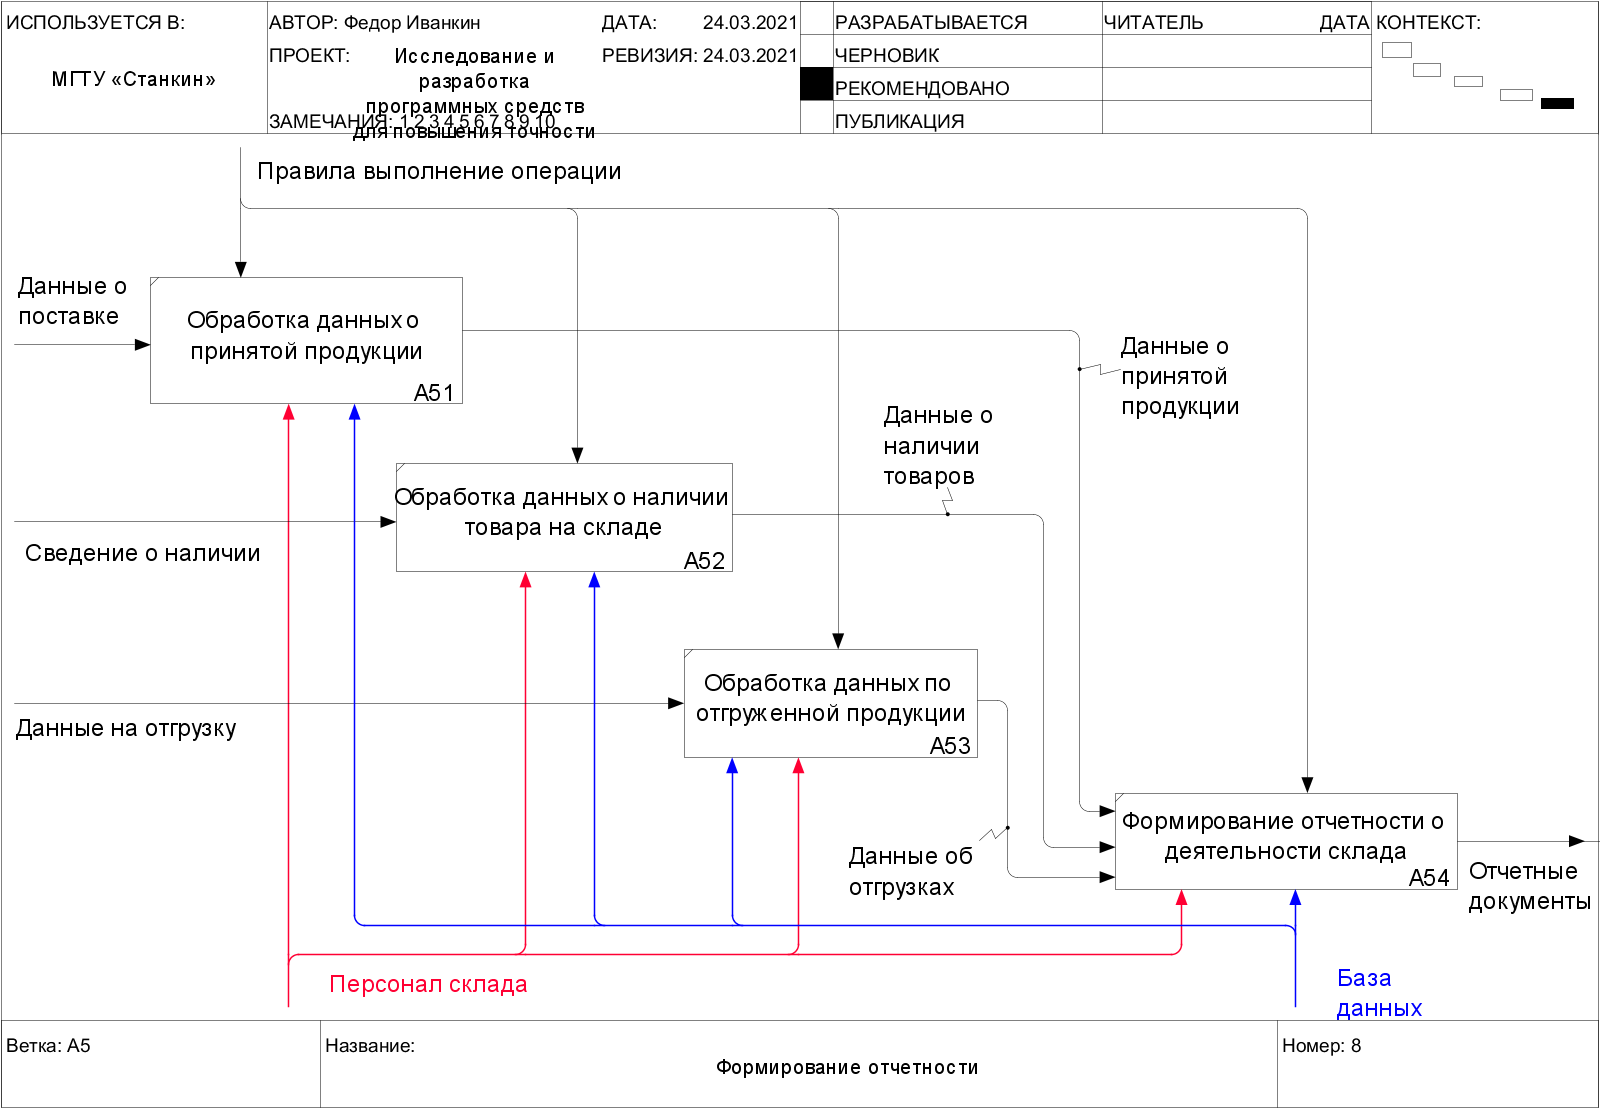 ИСПОЛЬЗУЕТСЯ В:
МГТУ «Станкин»
АВТОР: Федор Иванкин
ДАТА: 24.03.2021
ПРОЕКТ:
Исследование и
разработка
программных средств
для повышения точности
РЕВИЗИЯ: 24.03.2021
ЗАМЕЧАНИЯ: 1 2 3 4 5 6 7 8 9 10
РАЗРАБАТЫВАЕТСЯ
ЧЕРНОВИК
РЕКОМЕНДОВАНО
ПУБЛИКАЦИЯ
ЧИТАТЕЛЬ
ДАТА
КОНТЕКСТ:
Правила выполнение операции
Данные о
поставке
Обработка данных о
принятой продукции
A51
Данные о
принятой
продукции
Данные о
наличии
товаров
Обработка данных о наличии
товара на складе
A52
Сведение о наличии
Обработка данных по
отгруженной продукции
A53
Данные на отгрузку
Формирование отчетности о
деятельности склада
A54
Данные об
отгрузках
Отчетные
документы
Персонал склада
База
данных
Ветка: A5
Название:
Формирование отчетности
Номер: 8